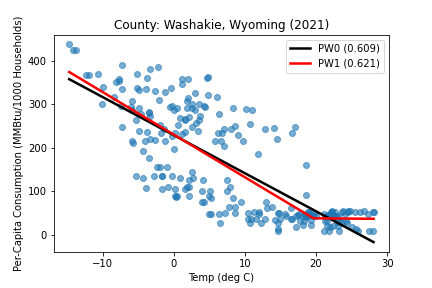 County: Washakie, Wyoming (2021)
PW0 (0.609)
PW1 (0.621)
Per-Capita Consumption (MMBtu/1000 Households)
400
300
200
100
0
−10
0
10
20
30
Temp (deg C)